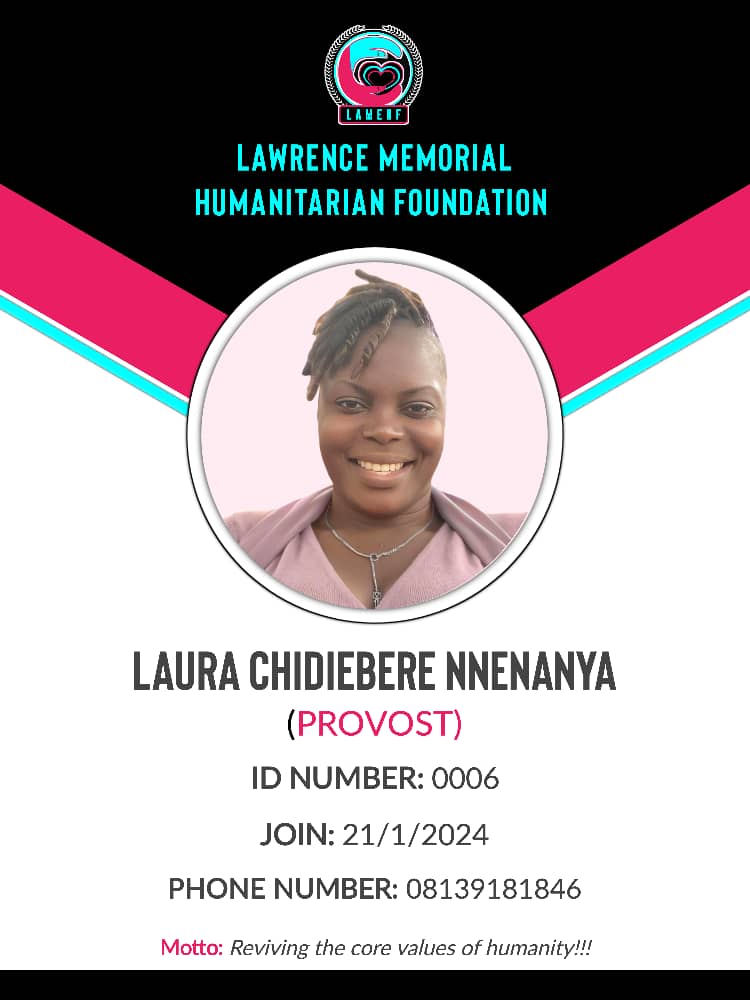 LAMEHF
LAWRENCE MEMORIAL
HUMANITARIAN FOUNDATION
LAURA CHIDIEBERE NNENANYA
(PROVOST)
ID NUMBER: 0006
JOIN: 21/1/2024
PHONE NUMBER: 08139181846
Motto: Reviving the core values of humanity!!!